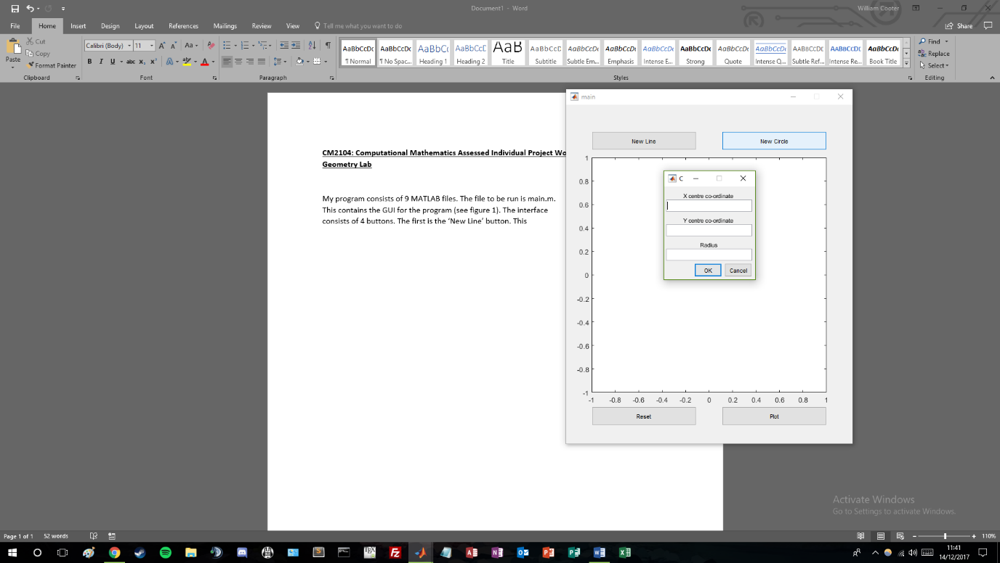 Document1 - Word
William Cooter
File Home Insert Design Layout References Mailings Review View Tell me what you want to do
Share
Paste
Cut
Copy
Format Painter
Clipboard
Calibri (Body) 11
Font
Paragraph
AaBbCcDc AaBbCcDc AaBbCc AaBbCcD AaB AaBbCcD AaBbCcDc AaBbCcDc AaBbCcDc AaBbCcDc AaBbCcDc AaBbCcDc AABBCCDC AABBCCDC AaBbCcDc
¶ Normal ¶ No Spac... Heading 1 Heading 2 Title Subtitle Subtle Em... Emphasis Intense E... Strong Quote Intense Q... Subtle Ref... Intense Re... Book Title
Styles
Find
Replace
Select
Editing
CM2104: Computational Mathematics Assessed Individual Project Wo
Geometry Lab
My program consists of 9 MATLAB files. The file to be run is main.m.
This contains the GUI for the program (see figure 1). The interface
consists of 4 buttons. The first is the ‘New Line’ button. This
main
New Line New Circle
1
0.8
0.6
0.4
0.2
0
-0.2
-0.4
-0.6
-0.8
-1
-1 -0.8 -0.6 -0.4 -0.2 0 0.2 0.4 0.6 0.8 1
C
X centre co-ordinate
Y centre co-ordinate
Radius
OK Cancel
Reset Plot
Activate Windows
Go to Settings to activate Windows.
Page 1 of 1 52 words
110%
11:41
14/12/2017